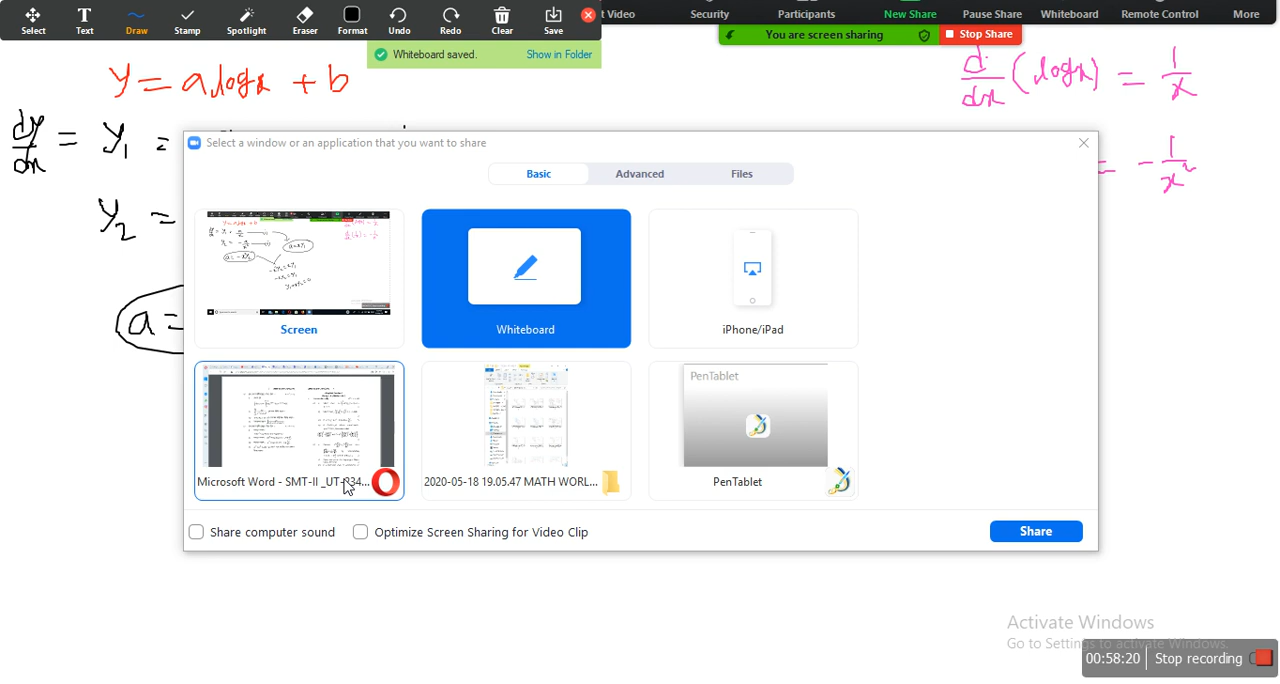 Select Text Draw Stamp Spotlight Eraser Format Undo Redo Clear Save
t Video Security Participants New Share Pause Share Whiteboard Remote Control More
You are screen sharing Stop Share
Whiteboard saved. Show in Folder
y = a logx + b
d/dx (logx) = 1/x
dy/dx = y₁ =
= -1/x²
y₂ =
a =
Select a window or an application that you want to share
Basic Advanced Files
Screen
Whiteboard
iPhone/iPad
Microsoft Word - SMT-II _UT-
2020-05-18 19.05.47 MATH WORL...
PenTablet
PenTablet
Share computer sound
Optimize Screen Sharing for Video Clip
Share
Activate Windows
Go to Settings to activate Windows.
00:58:20 Stop recording